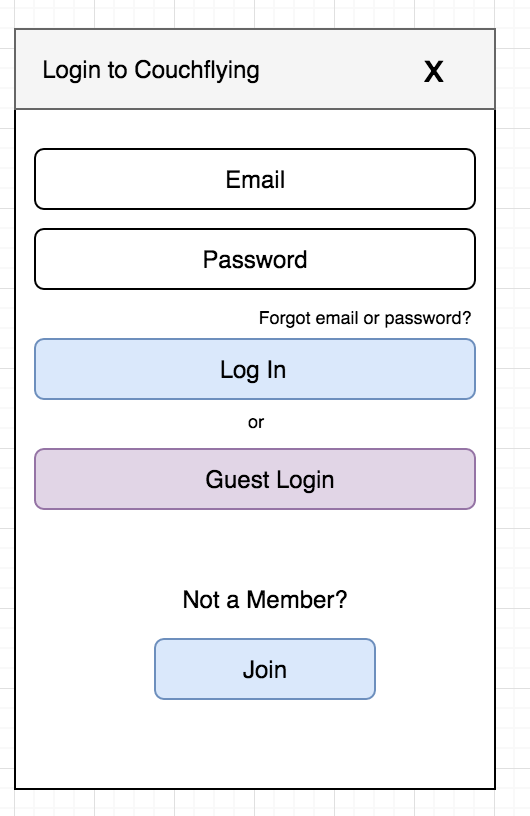 Login to Couchflying X
Email
Password
Forgot email or password?
Log In
or
Guest Login
Not a Member?
Join